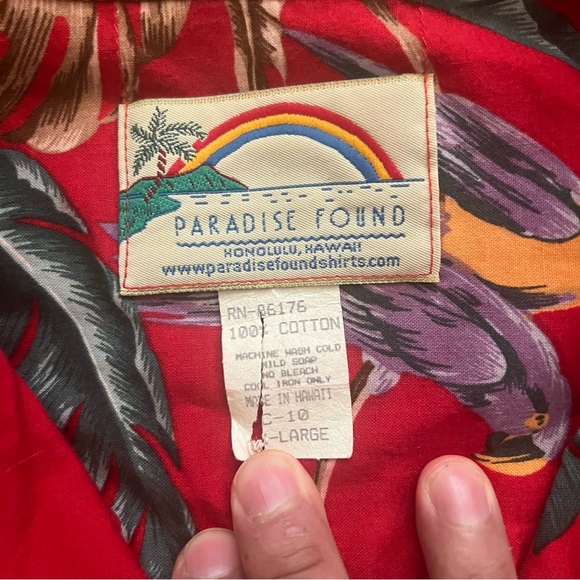 PARADISE FOUND
HONOLULU, HAWAII
www.paradisefoundshirts.com
RN-86176
100% COTTON
MACHINE WASH COLD
MILD SOAP
NO BLEACH
COOL IRON ONLY
MADE IN HAWAII
C-10
X-LARGE